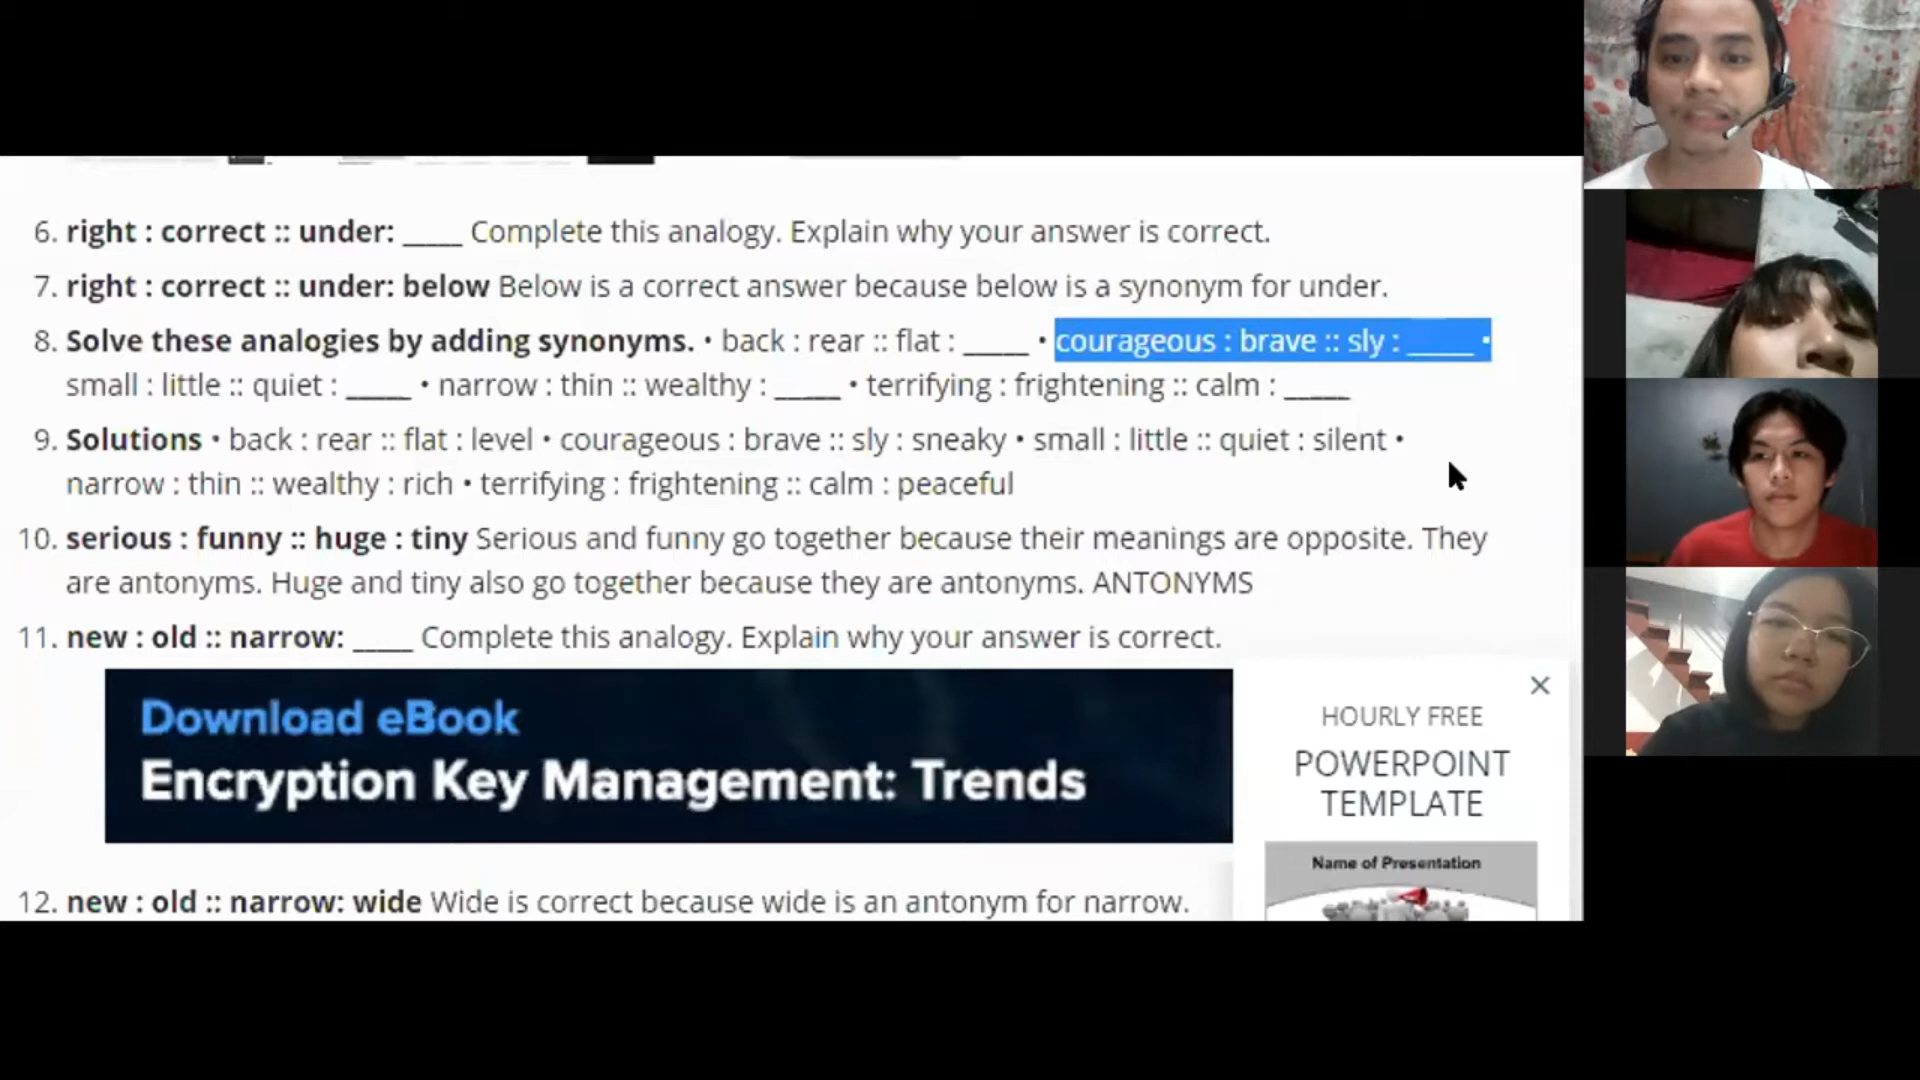 6. right : correct :: under: _____ Complete this analogy. Explain why your answer is correct.
7. right : correct :: under: below Below is a correct answer because below is a synonym for under.
8. Solve these analogies by adding synonyms. • back : rear :: flat : _____ • courageous : brave :: sly : _____ •
small : little :: quiet : _____ • narrow : thin :: wealthy : _____ • terrifying : frightening :: calm : _____
9. Solutions • back : rear :: flat : level • courageous : brave :: sly : sneaky • small : little :: quiet : silent •
narrow : thin :: wealthy : rich • terrifying : frightening :: calm : peaceful
10. serious : funny :: huge : tiny Serious and funny go together because their meanings are opposite. They
are antonyms. Huge and tiny also go together because they are antonyms. ANTONYMS
11. new : old :: narrow: _____ Complete this analogy. Explain why your answer is correct.
Download eBook
Encryption Key Management: Trends
HOURLY FREE
POWERPOINT
TEMPLATE
Name of Presentation
12. new : old :: narrow: wide Wide is correct because wide is an antonym for narrow.